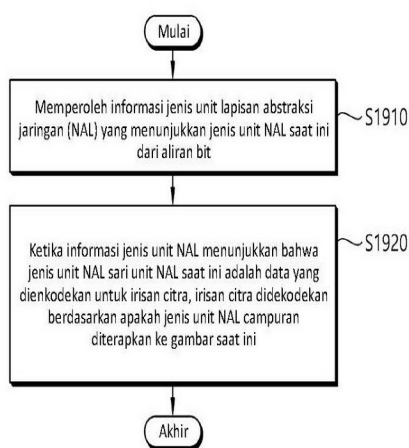 Mulai
Memperoleh informasi jenis unit lapisan abstraksi
jaringan (NAL) yang menunjukkan jenis unit NAL saat ini
dari aliran bit
S1910
Ketika informasi jenis unit NAL menunjukkan bahwa
jenis unit NAL sari unit NAL saat ini adalah data yang
dienkodekan untuk irisan citra, irisan citra didekodekan
berdasarkan apakah jenis unit NAL campuran
diterapkan ke gambar saat ini
S1920
Akhir